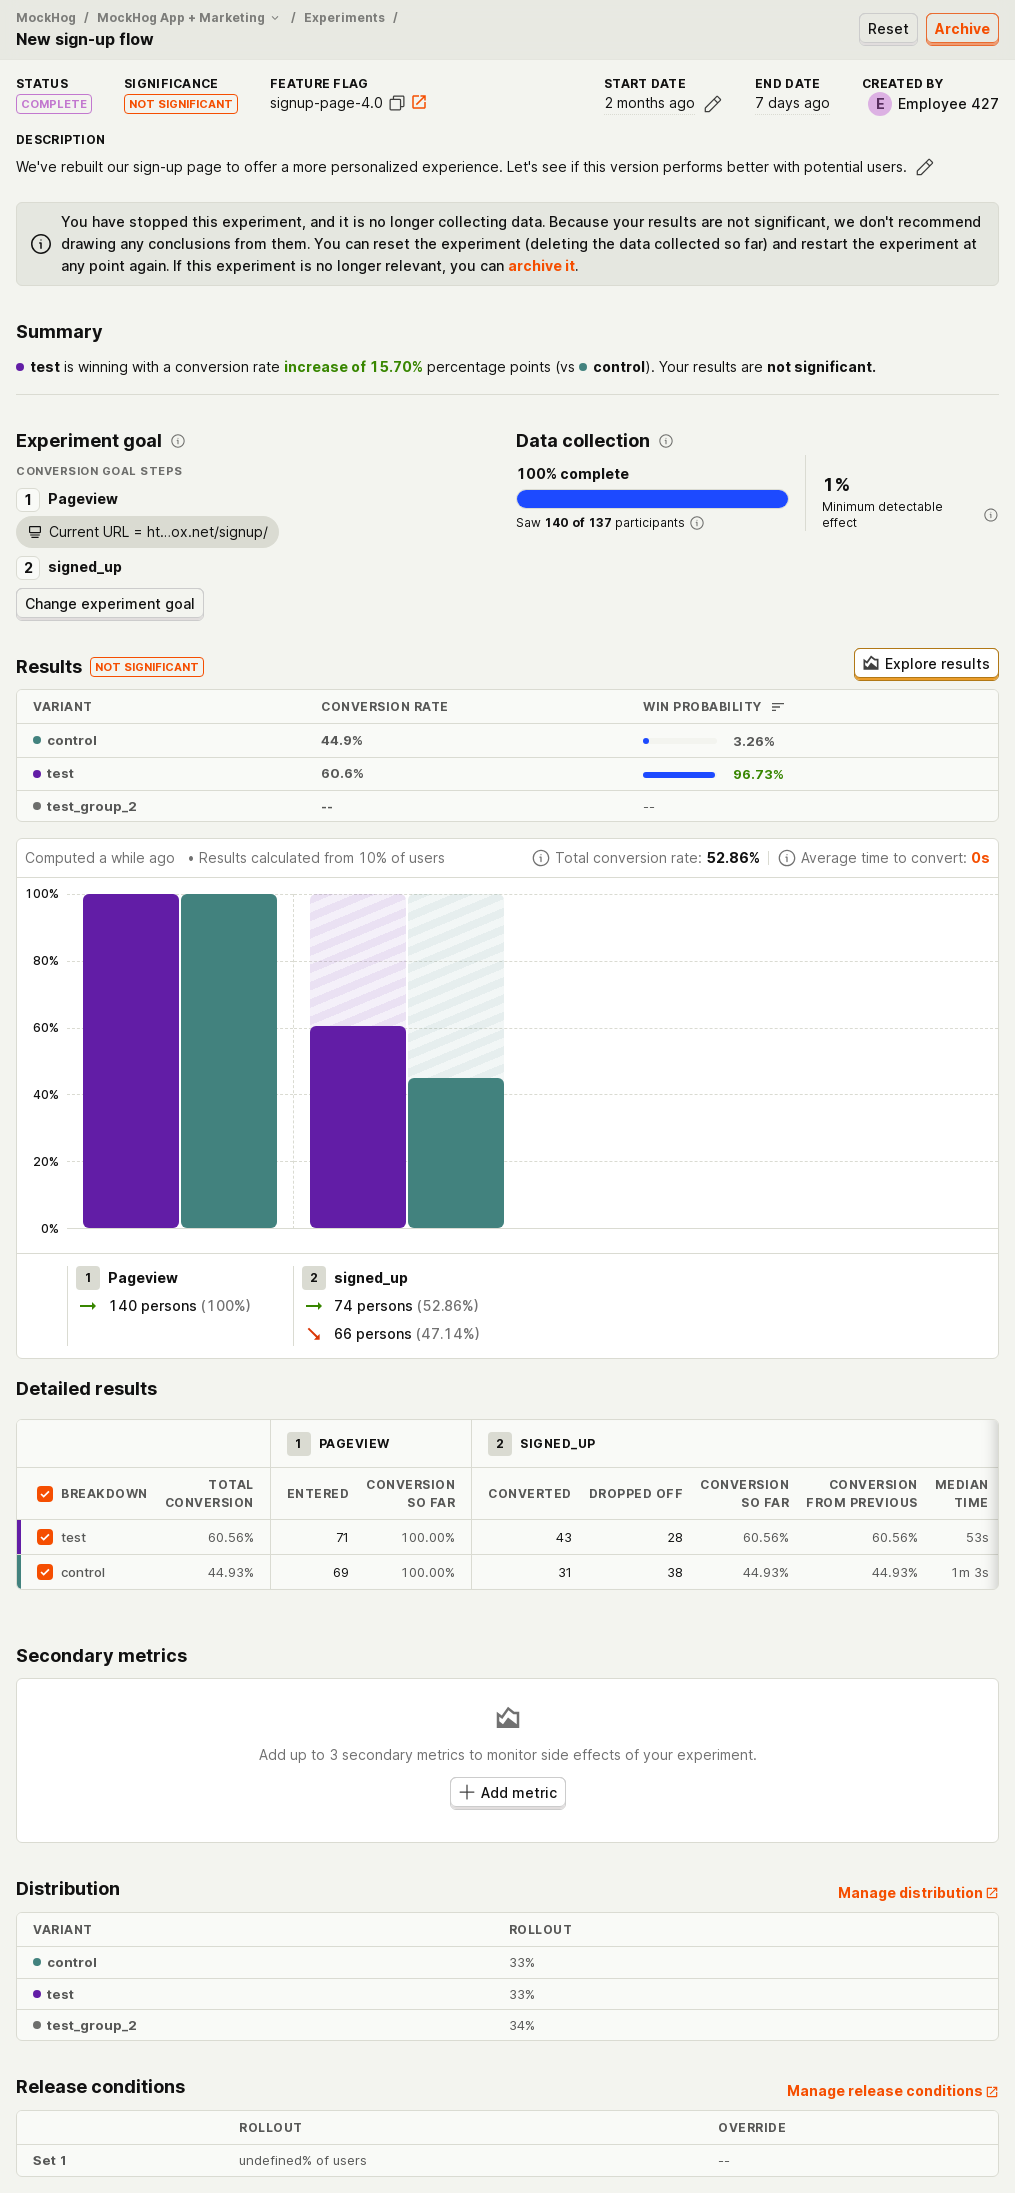 MockHog / MockHog App + Marketing / Experiments /
New sign-up flow
Reset
Archive
STATUS
COMPLETE
SIGNIFICANCE
NOT SIGNIFICANT
FEATURE FLAG
signup-page-4.0
START DATE
2 months ago
END DATE
7 days ago
CREATED BY
E Employee 427
DESCRIPTION
We've rebuilt our sign-up page to offer a more personalized experience. Let's see if this version performs better with potential users.
You have stopped this experiment, and it is no longer collecting data. Because your results are not significant, we don't recommend
drawing any conclusions from them. You can reset the experiment (deleting the data collected so far) and restart the experiment at
any point again. If this experiment is no longer relevant, you can archive it.
Summary
test is winning with a conversion rate increase of 15.70% percentage points (vs control). Your results are not significant.
Experiment goal
CONVERSION GOAL STEPS
1 Pageview
Current URL = ht...ox.net/signup/
2 signed_up
Change experiment goal
Data collection
100% complete
Saw 140 of 137 participants
1%
Minimum detectable
effect
Results NOT SIGNIFICANT
Explore results
VARIANT CONVERSION RATE WIN PROBABILITY
control 44.9% 3.26%
test 60.6% 96.73%
test_group_2 -- --
Computed a while ago • Results calculated from 10% of users
Total conversion rate: 52.86%
Average time to convert: 0s
100%
80%
60%
40%
20%
0%
1 Pageview
140 persons (100%)
2 signed_up
74 persons (52.86%)
66 persons (47.14%)
Detailed results
1 PAGEVIEW 2 SIGNED_UP
BREAKDOWN
TOTAL
CONVERSION
ENTERED
CONVERSION
SO FAR
CONVERTED
DROPPED OFF
CONVERSION
SO FAR
CONVERSION
FROM PREVIOUS
MEDIAN
TIME
test 60.56% 71 100.00% 43 28 60.56% 60.56% 53s
control 44.93% 69 100.00% 31 38 44.93% 44.93% 1m 3s
Secondary metrics
Add up to 3 secondary metrics to monitor side effects of your experiment.
Add metric
Distribution
Manage distribution
VARIANT ROLLOUT
control 33%
test 33%
test_group_2 34%
Release conditions
Manage release conditions
ROLLOUT OVERRIDE
Set 1 undefined% of users --